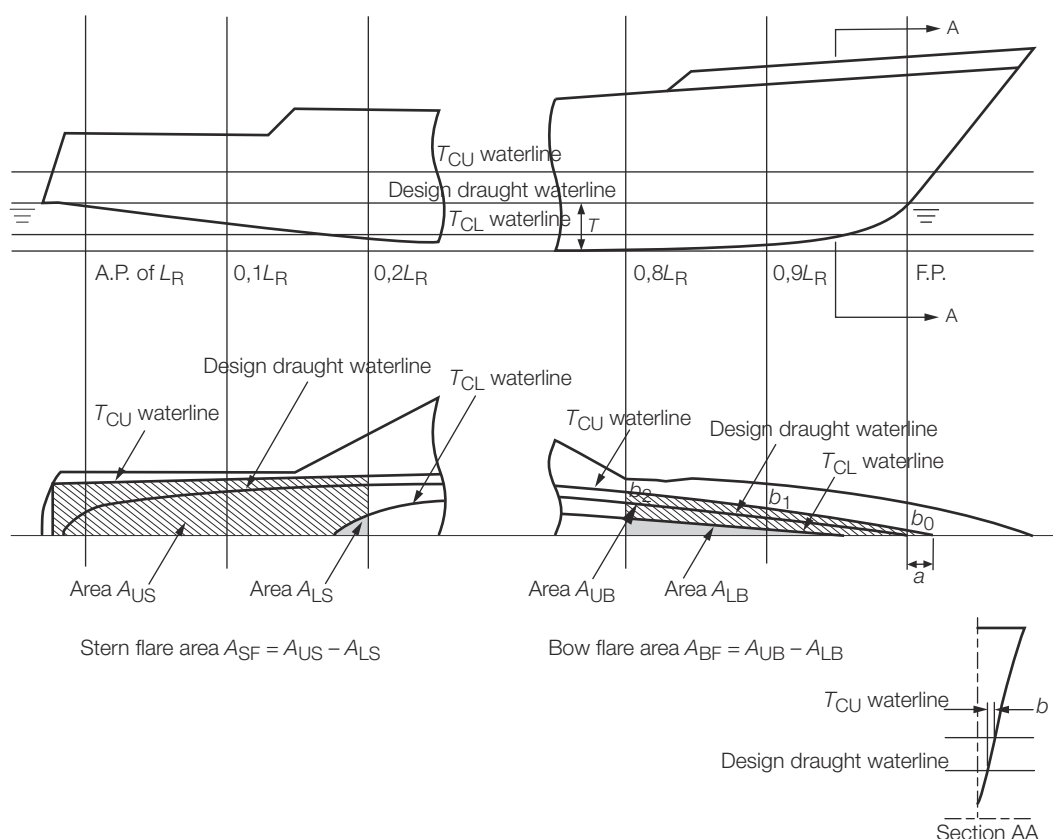 A
T_CU waterline
Design draught waterline
T_CL waterline
T
A.P. of L_R
0,1L_R
0,2L_R
0,8L_R
0,9L_R
F.P.
A
Design draught waterline
T_CL waterline
T_CU waterline
T_CU waterline
Design draught waterline
T_CL waterline
b_2
b_1
b_0
a
Area A_US
Area A_LS
Area A_UB
Area A_LB
Stern flare area A_SF = A_US – A_LS
Bow flare area A_BF = A_UB – A_LB
T_CU waterline
b
Design draught waterline
Section AA